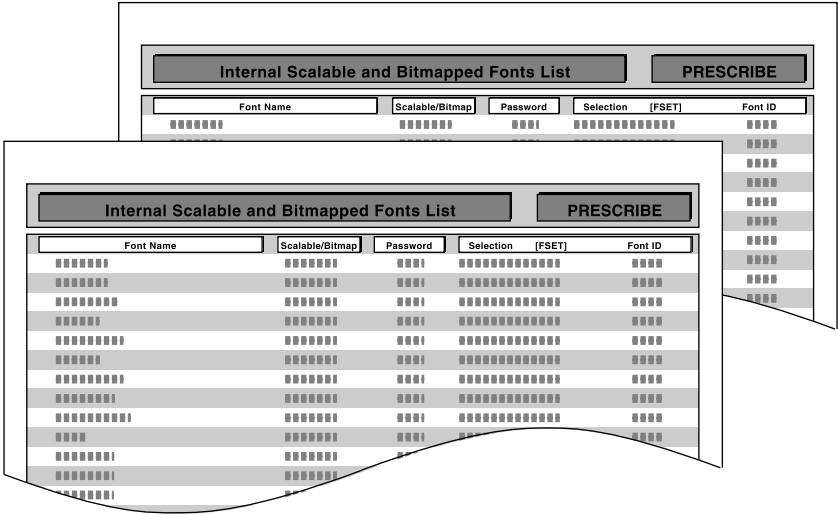 Internal Scalable and Bitmapped Fonts List PRESCRIBE
Font Name Scalable/Bitmap Password Selection [FSET] Font ID
Internal Scalable and Bitmapped Fonts List PRESCRIBE
Font Name Scalable/Bitmap Password Selection [FSET] Font ID